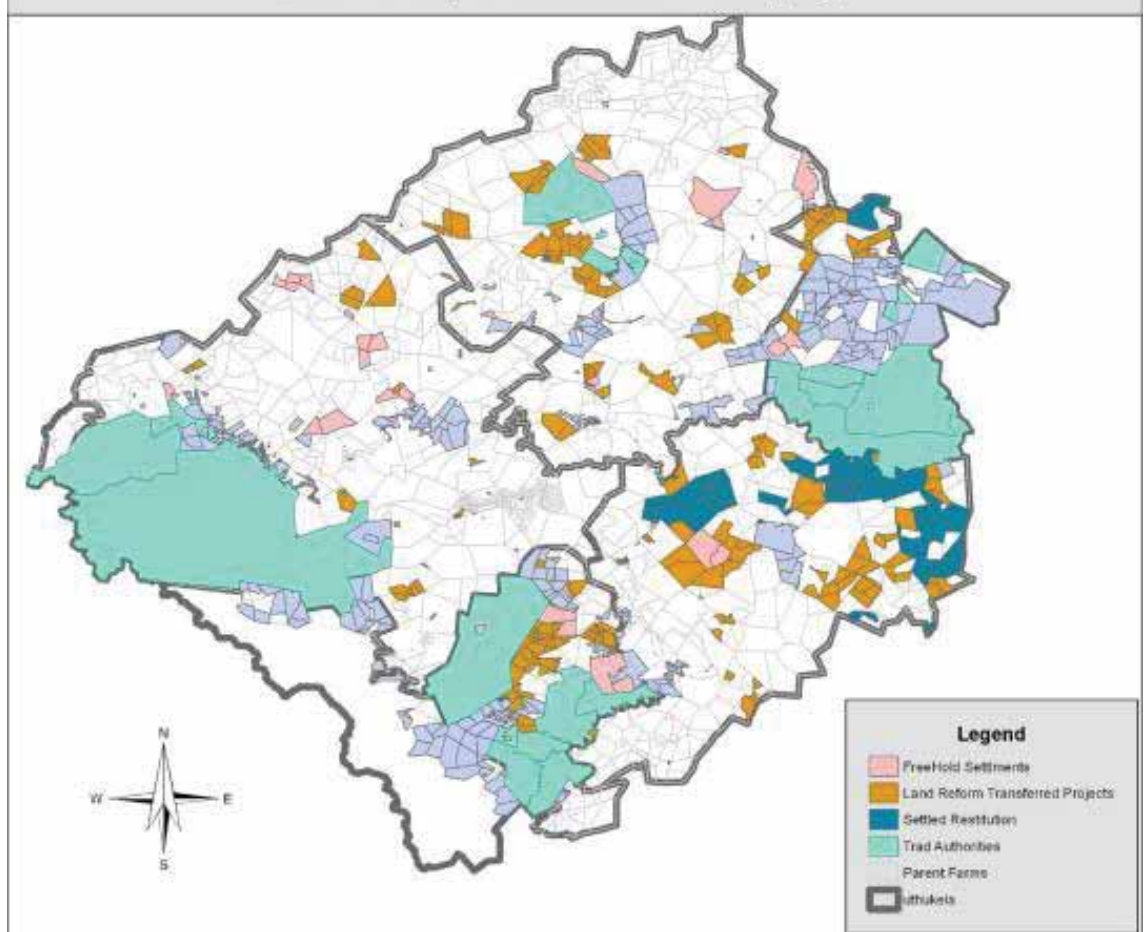 N
W E
S
Legend
FreeHold Settlments
Land Reform Transferred Projects
Settled Restitution
Trad Authorities
Parent Farms
uthukela